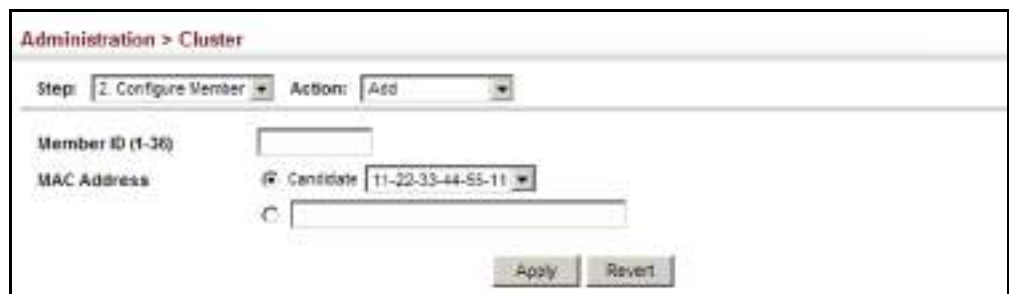 Administration > Cluster
Step: 2. Configure Member Action: Add
Member ID (1-36)
MAC Address Candidate 11-22-33-44-55-11
Apply Revert